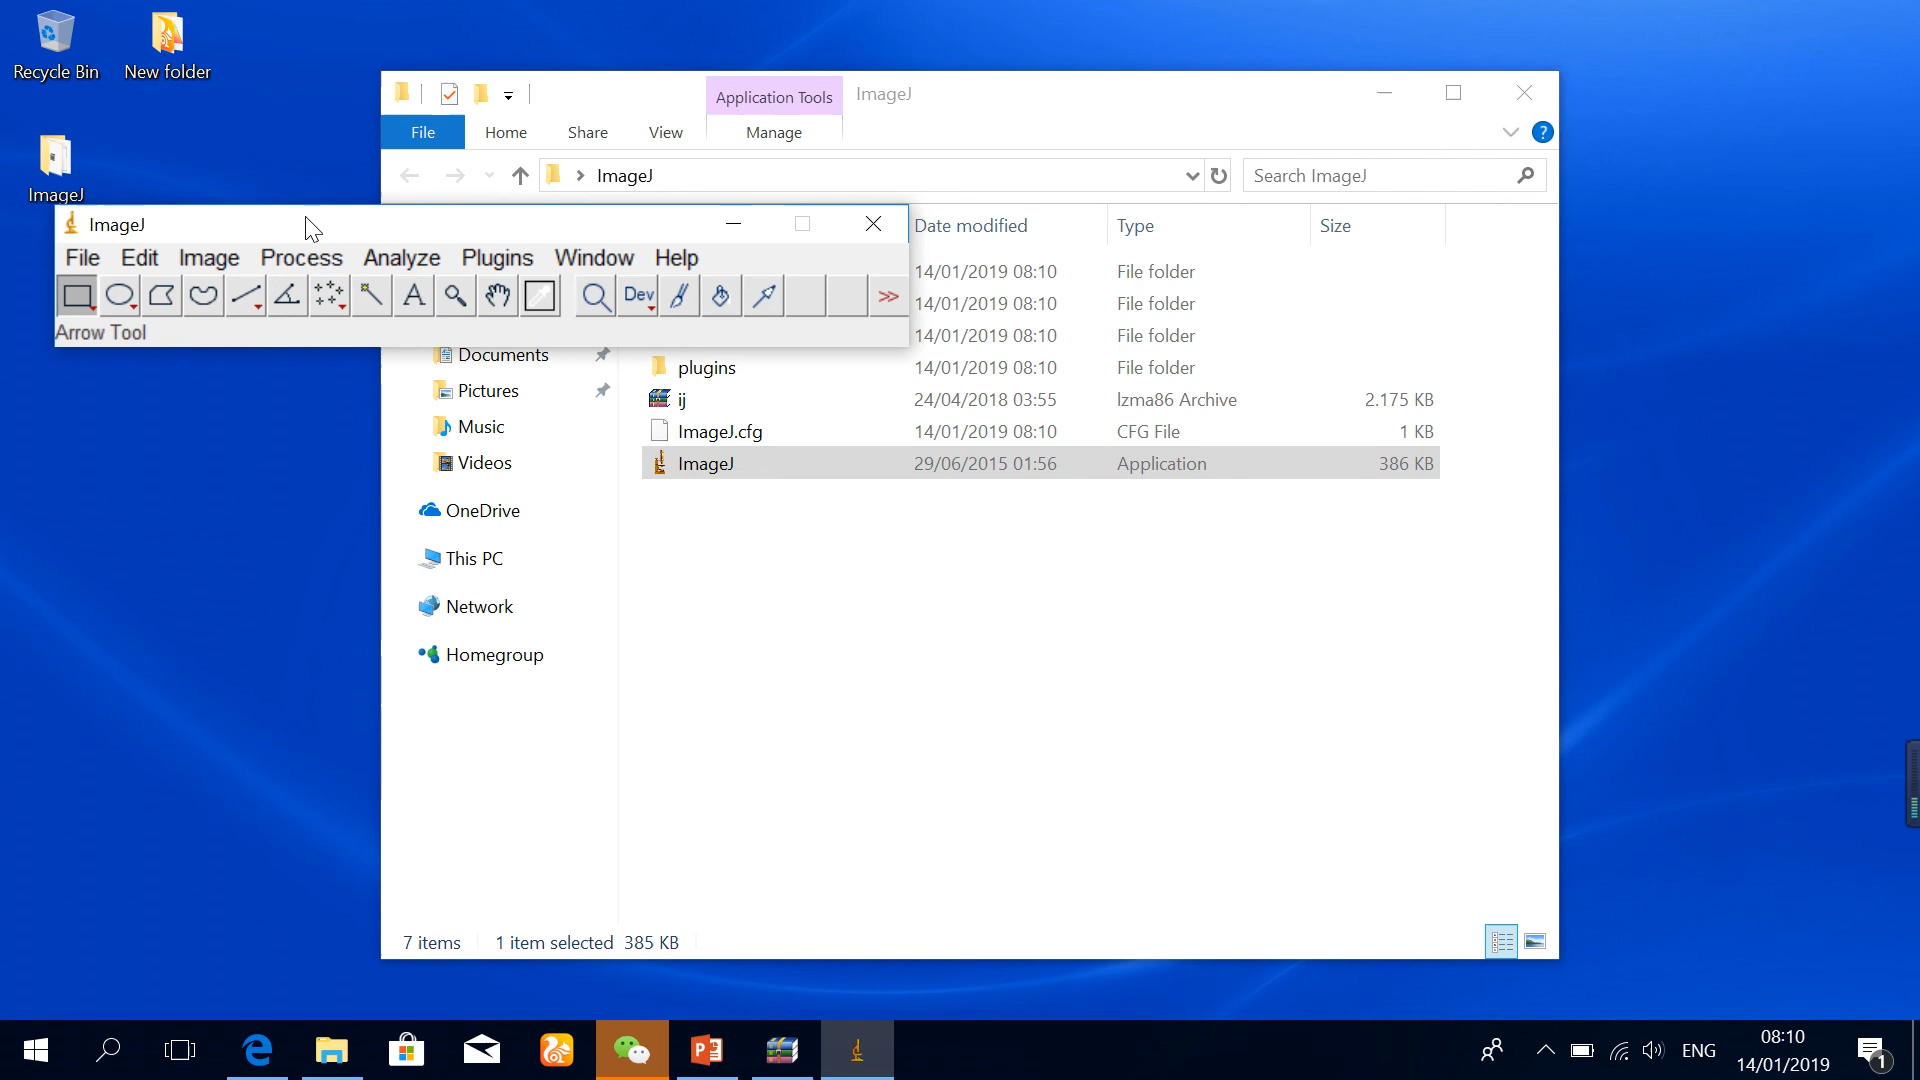 Recycle Bin
New folder
ImageJ
Application Tools
ImageJ
File
Home
Share
View
Manage
ImageJ
Search ImageJ
ImageJ
File Edit Image Process Analyze Plugins Window Help
A Dev >>
Arrow Tool
Date modified Type Size
14/01/2019 08:10 File folder
14/01/2019 08:10 File folder
14/01/2019 08:10 File folder
plugins 14/01/2019 08:10 File folder
ij 24/04/2018 03:55 lzma86 Archive 2.175 KB
ImageJ.cfg 14/01/2019 08:10 CFG File 1 KB
ImageJ 29/06/2015 01:56 Application 386 KB
Documents
Pictures
Music
Videos
OneDrive
This PC
Network
Homegroup
7 items 1 item selected 385 KB
ENG
08:10
14/01/2019
1